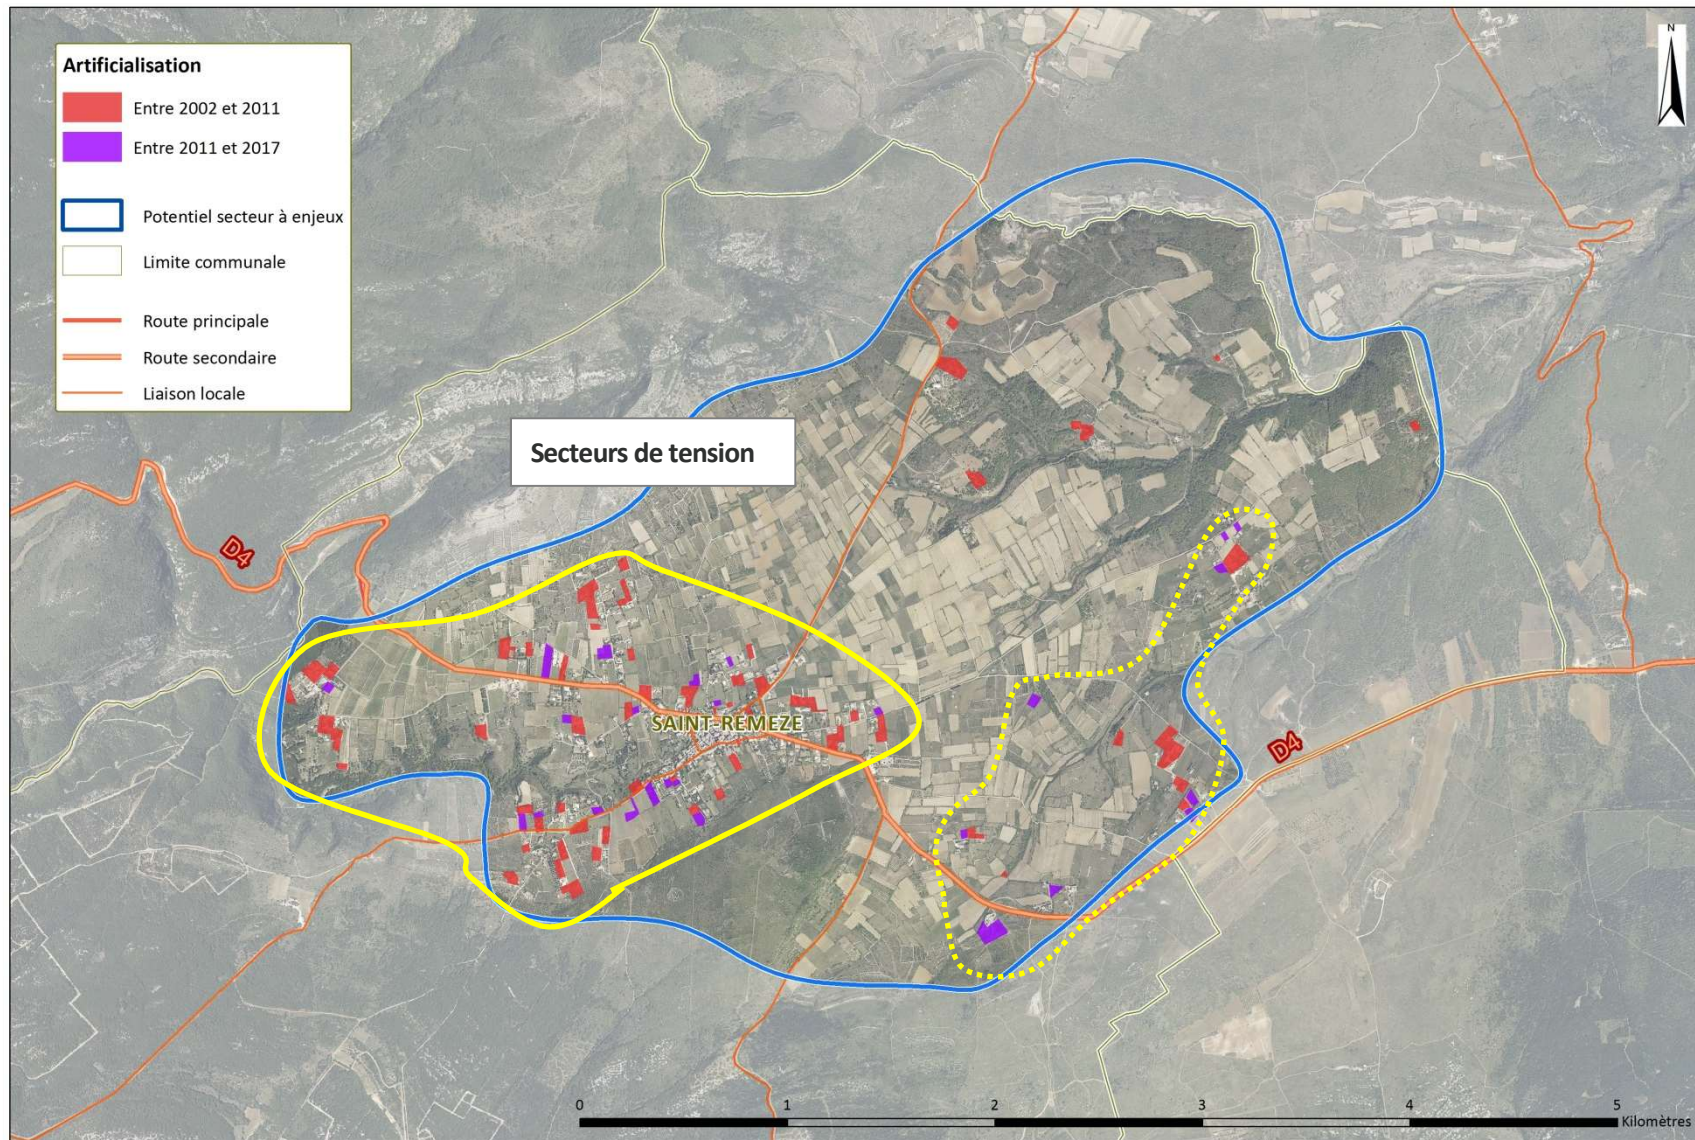 N
Artificialisation
Entre 2002 et 2011
Entre 2011 et 2017
Potentiel secteur à enjeux
Limite communale
Route principale
Route secondaire
Liaison locale
Secteurs de tension
D4
SAINT-REMEZE
D4
0 1 2 3 4 5
Kilomètres